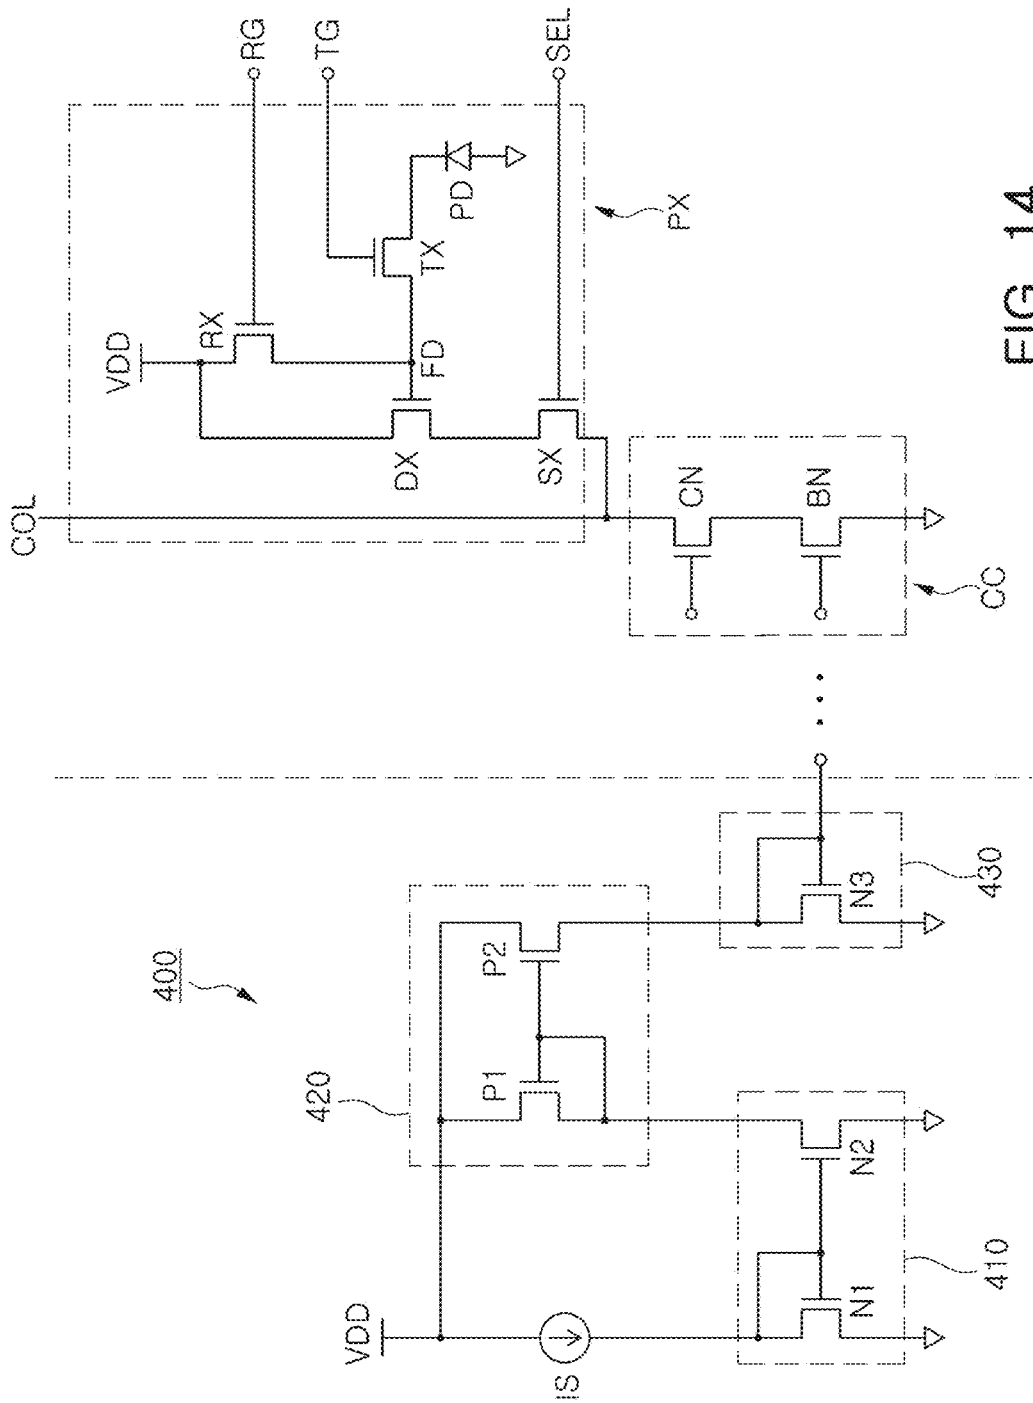 COL
VDD
RX
RG
TG
TX
PD
FD
DX
SX
SEL
PX
CN
BN
CC
400
420
VDD
P1
P2
IS
N1
N2
N3
410
430
FIG. 14